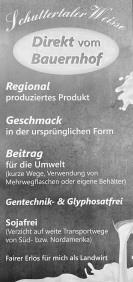 Schuttertaler Weisse
Direkt vom
Bauernhof
Regional
produziertes Produkt
Geschmack
in der ursprünglichen Form
Beitrag
für die Umwelt
(kurze Wege, Verwendung von
Mehrwegflaschen oder eigene Behälter)
Gentechnik- & Glyphosatfrei
Sojafrei
(Verzicht auf weite Transportwege
von Süd- bzw. Nordamerika)
Fairer Erlös für mich als Landwirt